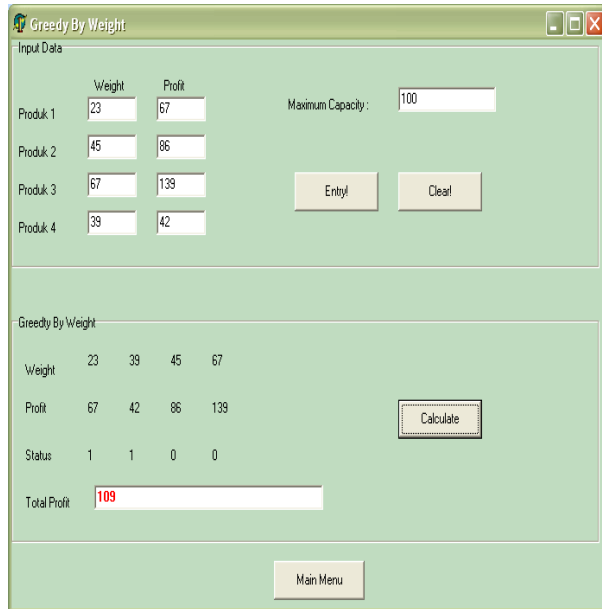 Greedy By Weight
Input Data
Weight Profit
Produk 1 23 67
Maximum Capacity : 100
Produk 2 45 86
Produk 3 67 139
Entry! Clear!
Produk 4 39 42
Greedty By Weight
Weight 23 39 45 67
Profit 67 42 86 139
Calculate
Status 1 1 0 0
Total Profit 109
Main Menu